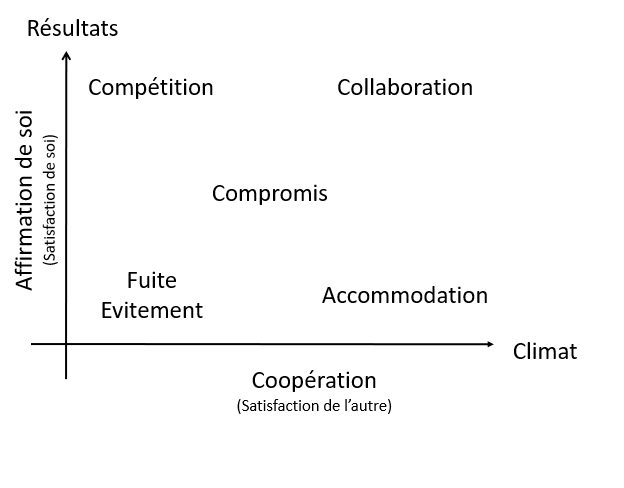 Résultats
Compétition
Collaboration
Affirmation de soi
(Satisfaction de soi)
Compromis
Fuite
Evitement
Accommodation
Climat
Coopération
(Satisfaction de l’autre)